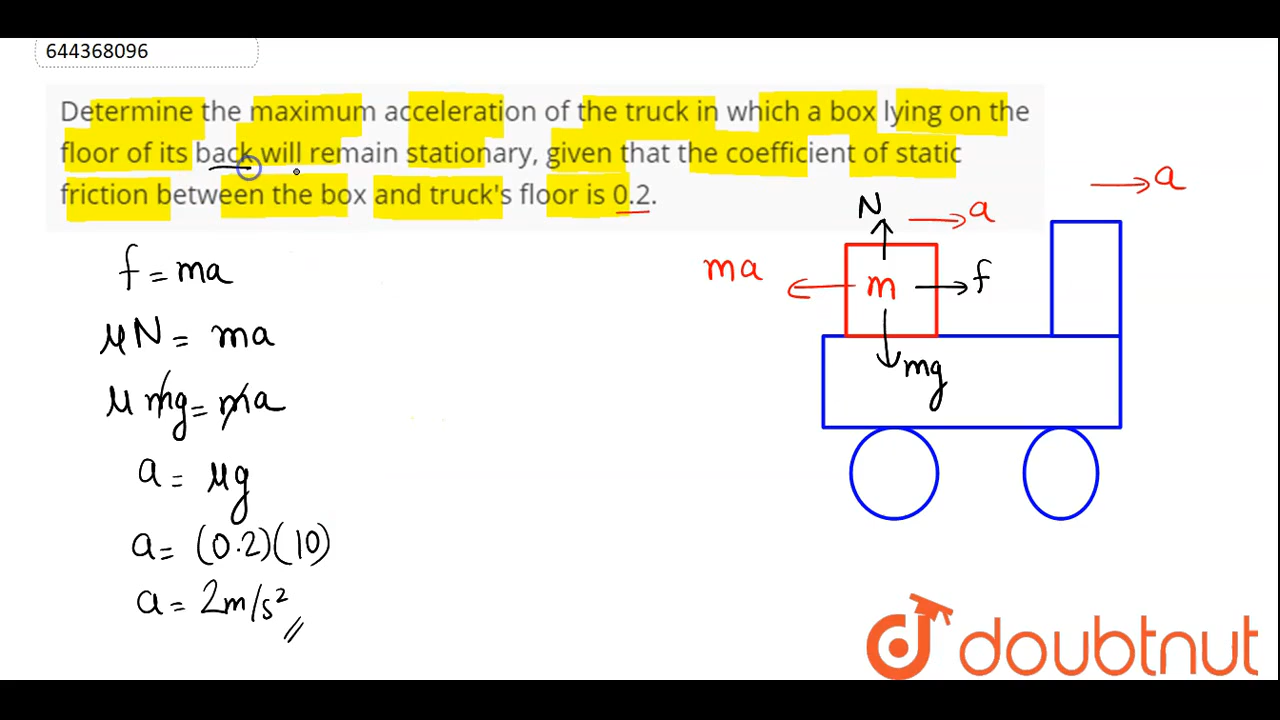 644368096
Determine the maximum acceleration of the truck in which a box lying on the
floor of its back will remain stationary, given that the coefficient of static
friction between the box and truck's floor is 0.2.
→ a
N → a
ma ← m → f
mg
f = ma
μN = ma
μmg = ma
a = μg
a = (0.2)(10)
a = 2m/s²
doubtnut